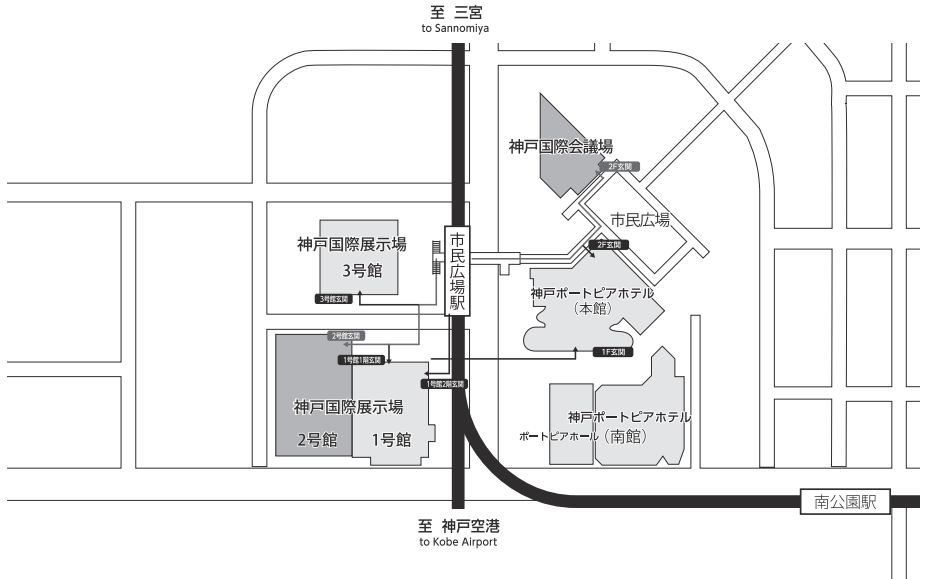 至 三宮
to Sannomiya
神戸国際会議場
2F玄関
市民広場
神戸国際展示場
3号館
3号館玄関
市民広場駅
2F玄関
神戸ポートピアホテル
（本館）
1F玄関
2号館玄関
1号館1階玄関
1号館2階玄関
神戸国際展示場
2号館
1号館
神戸ポートピアホテル
（南館）
ポートピアホール
南公園駅
至 神戸空港
to Kobe Airport